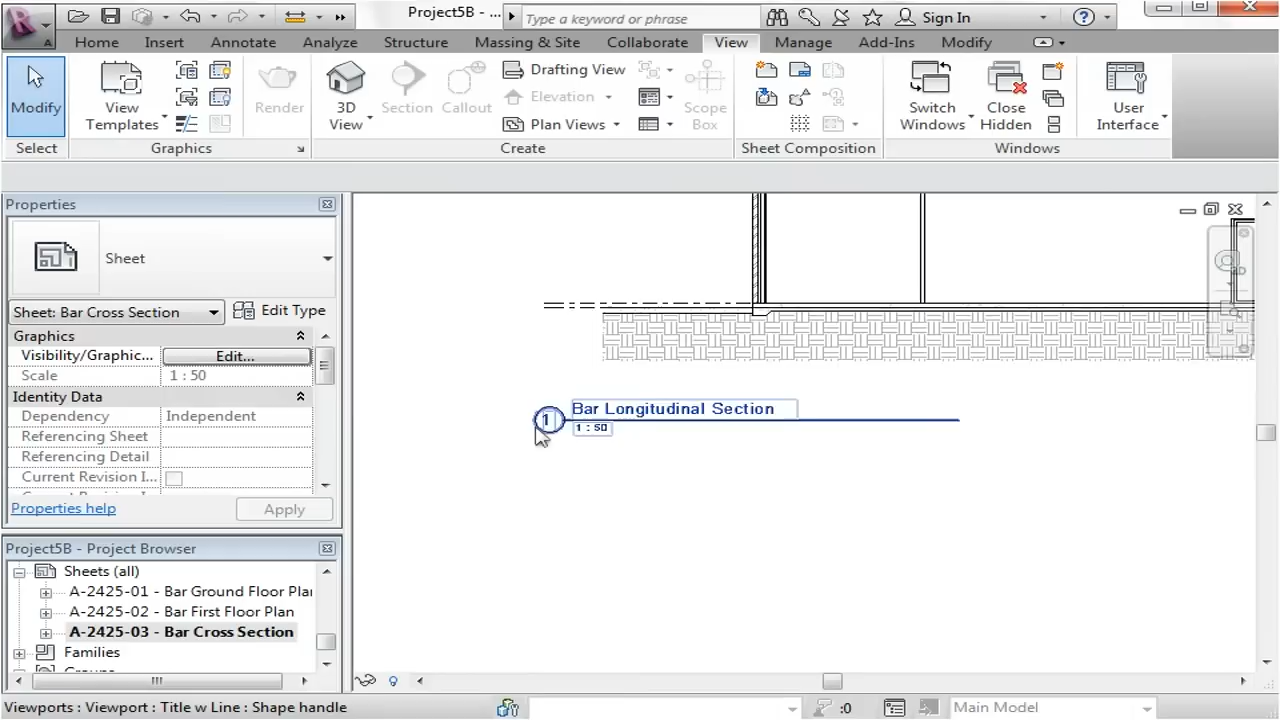 Project5B - ...
Type a keyword or phrase
Sign In
A
Home
Insert
Annotate
Analyze
Structure
Massing & Site
Collaborate
View
Manage
Add-Ins
Modify
Modify
View
Templates
Render
3D
View
Section
Callout
Drafting View
Elevation
Plan Views
Scope
Box
Switch
Windows
Close
Hidden
User
Interface
Select
Graphics
Create
Sheet Composition
Windows
Properties
Sheet
Sheet: Bar Cross Section
Edit Type
Graphics
Visibility/Graphic...
Edit...
Scale
1 : 50
Identity Data
Dependency
Independent
Referencing Sheet
Referencing Detail
Current Revision I...
Properties help
Apply
Project5B - Project Browser
Sheets (all)
A-2425-01 - Bar Ground Floor Pla
A-2425-02 - Bar First Floor Plan
A-2425-03 - Bar Cross Section
Families
1
Bar Longitudinal Section
1 : 50
Viewports : Viewport : Title w Line : Shape handle
:0
Main Model